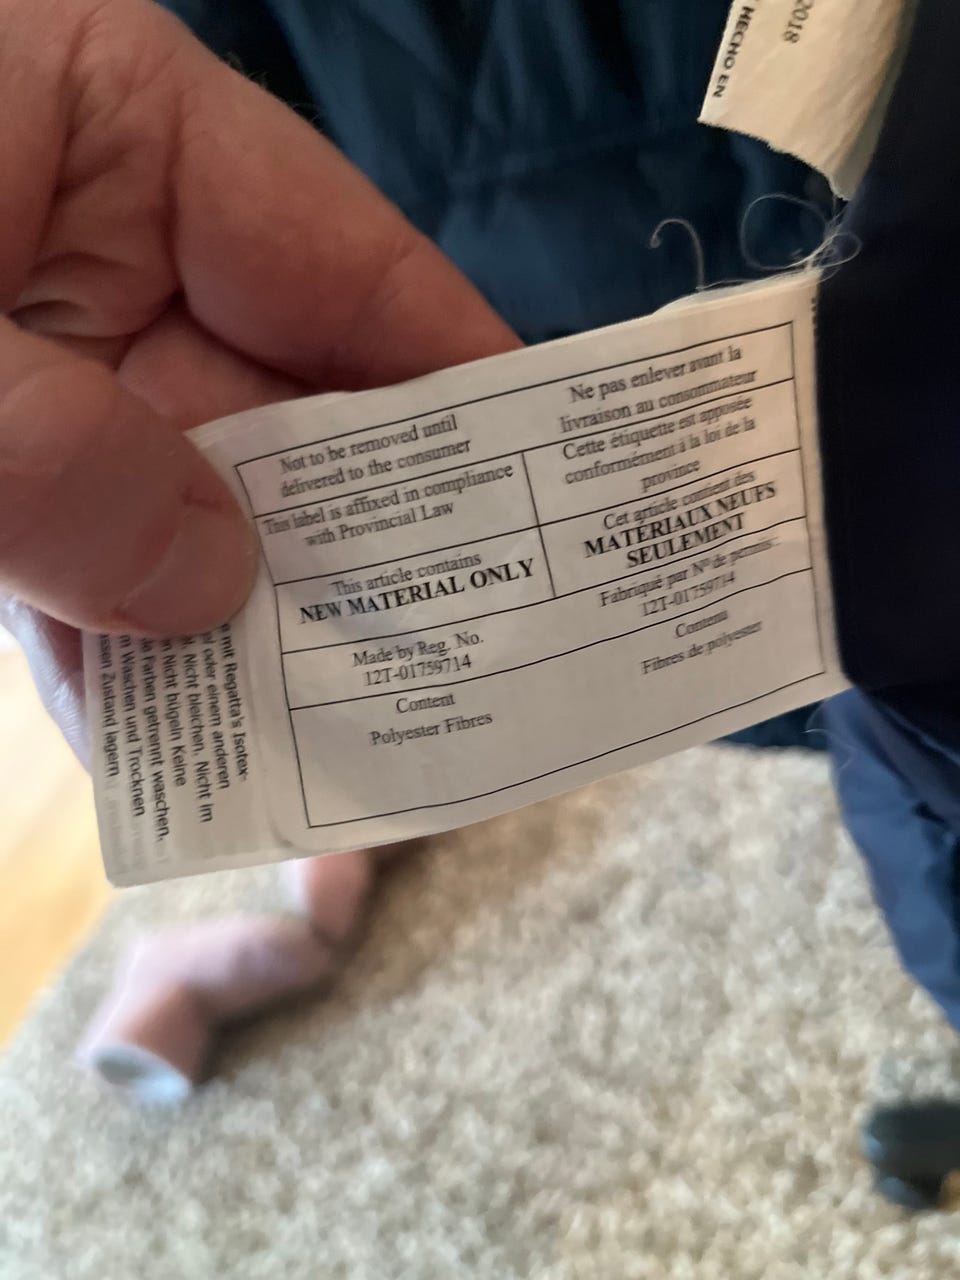 2018
HECHO EN
Not to be removed until
delivered to the consumer
Ne pas enlever avant la
livraison au consommateur
This label is affixed in compliance
with Provincial Law
Cette étiquette est apposée
conformément à la loi de la
province
This article contains
NEW MATERIAL ONLY
Cet article contient des
MATÉRIAUX NEUFS
SEULEMENT
Made by Reg. No.
12T-01759714
Fabriqué par Nº de permis:
12T-01759714
Content
Polyester Fibres
Content
Fibres de polyester
mit Regatta's Isotex-
oder einem anderen
Nicht bleichen. Nicht im
Nicht bügeln Keine
Farben getrennt waschen,
Waschen und Trocknen
Zustand lagern